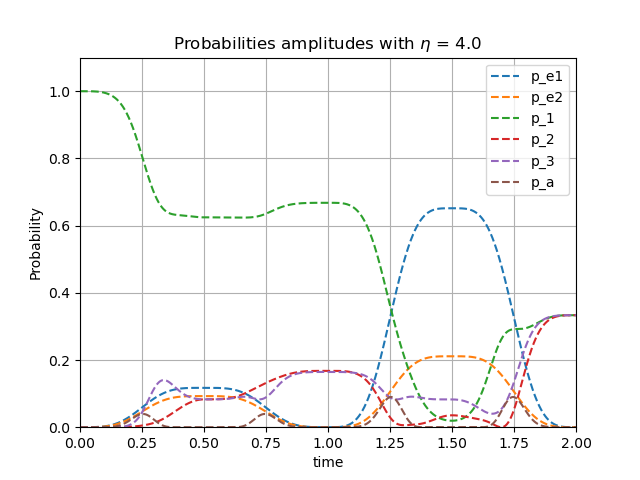 Probabilities amplitudes with η = 4.0
p_e1
p_e2
p_1
p_2
p_3
p_a
1.0
0.8
0.6
0.4
0.2
0.0
Probability
0.00 0.25 0.50 0.75 1.00 1.25 1.50 1.75 2.00
time